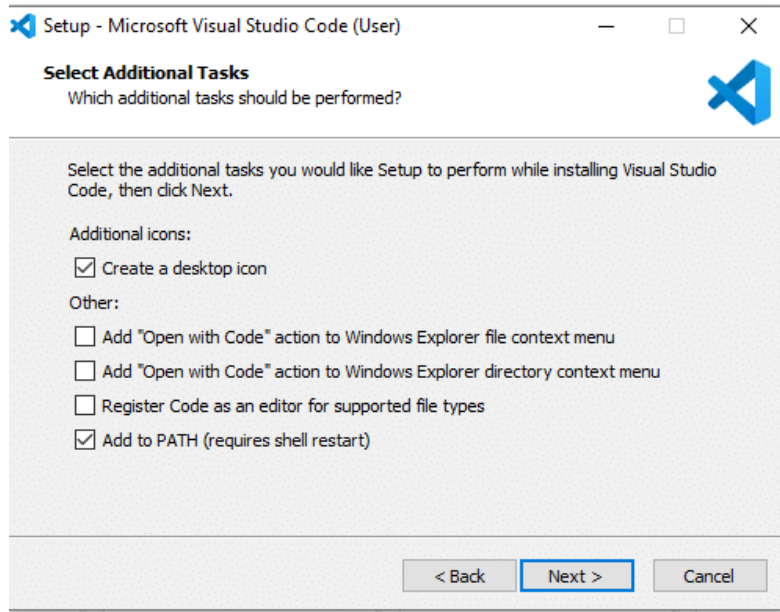 Setup - Microsoft Visual Studio Code (User)
Select Additional Tasks
Which additional tasks should be performed?
Select the additional tasks you would like Setup to perform while installing Visual Studio
Code, then click Next.
Additional icons:
Create a desktop icon
Other:
Add "Open with Code" action to Windows Explorer file context menu
Add "Open with Code" action to Windows Explorer directory context menu
Register Code as an editor for supported file types
Add to PATH (requires shell restart)
< Back Next > Cancel